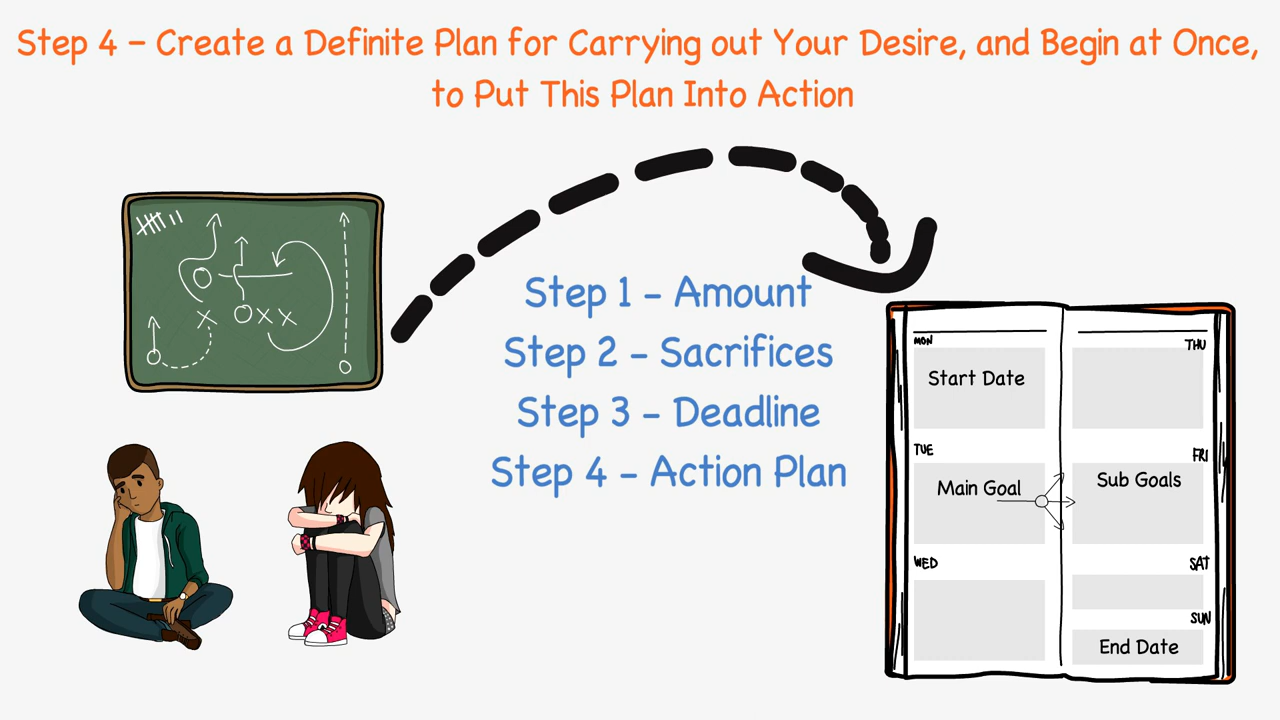 Step 4 – Create a Definite Plan for Carrying out Your Desire, and Begin at Once,
to Put This Plan Into Action
Step 1 – Amount
Step 2 – Sacrifices
Step 3 – Deadline
Step 4 – Action Plan
MON
Start Date
TUE
Main Goal
WED
THU
FRI
Sub Goals
SAT
SUN
End Date